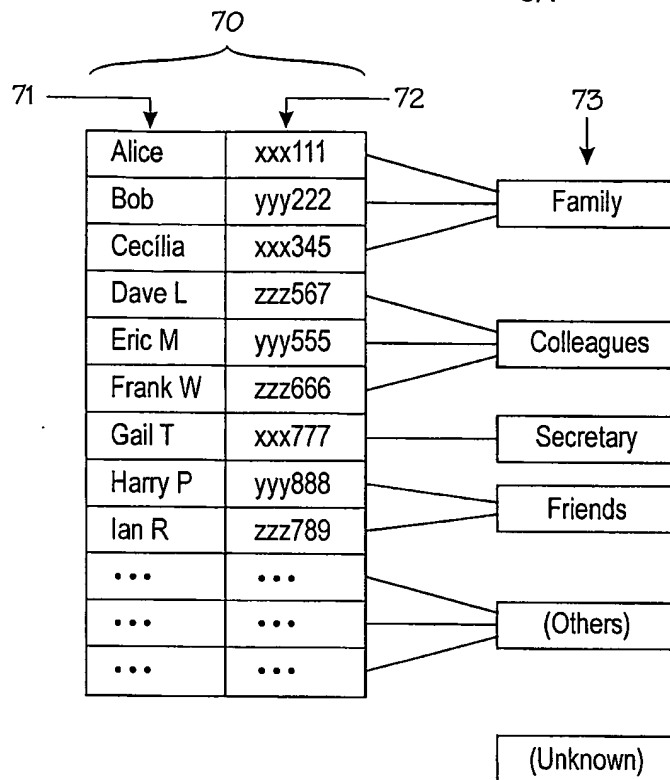 70
71 72 73
Alice xxx111 Family
Bob yyy222
Cecília xxx345
Dave L zzz567 Colleagues
Eric M yyy555
Frank W zzz666
Gail T xxx777 Secretary
Harry P yyy888 Friends
Ian R zzz789
••• •••
••• ••• (Others)
••• •••
(Unknown)